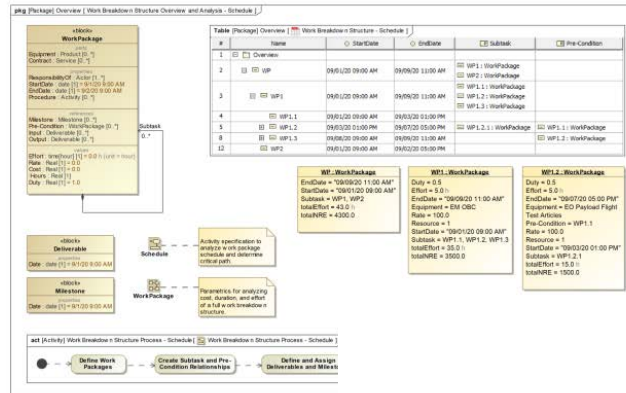 pkg [Package] Overview [ Work Breakdown Structure Overview and Analysis - Schedule ]
«block»
WorkPackage
parts
Equipment : Product [0..*]
Contract : Service [0..*]
properties
ResponsibilityOf : Actor [1..*]
StartDate : date [1] = 9/1/20 9:00 AM
EndDate : date [1] = 9/2/20 9:00 AM
Procedure : Activity [0..*]
references
Milestone : Milestone [0..*]
Pre-Condition : WorkPackage [0..*]
Input : Deliverable [0..*]
Output : Deliverable [0..*]
values
Effort : time[hour] [1] = 0.0 h {unit = hour}
Rate : Real [1] = 0.0
Cost : Real [1] = 0.0
Hours : Real [1]
Duty : Real [1] = 1.0
Subtask
0..*
Table [Package] Overview [ Work Breakdown Structure - Schedule ]
# Name StartDate EndDate Subtask Pre-Condition
1 Overview
2 WP 09/01/20 09:00 AM 09/09/20 11:00 AM WP1 : WorkPackage
WP2 : WorkPackage
3 WP1 09/01/20 09:00 AM 09/09/20 11:00 AM WP1.1 : WorkPackage
WP1.2 : WorkPackage
WP1.3 : WorkPackage
4 WP1.1 09/01/20 09:00 AM 09/03/20 01:00 PM
5 WP1.2 09/03/20 01:00 PM 09/07/20 05:00 PM WP1.2.1 : WorkPackage WP1.1 : WorkPackage
8 WP1.3 09/08/20 09:00 AM 09/09/20 11:00 AM WP1.2 : WorkPackage
12 WP2 09/01/20 09:00 AM 09/05/20 01:00 PM
WP : WorkPackage
EndDate = "09/09/20 11:00 AM"
StartDate = "09/01/20 09:00 AM"
Subtask = WP1, WP2
totalEffort = 43.0 h
totalNRE = 4300.0
WP1 : WorkPackage
Duty = 0.5
Effort = 5.0 h
EndDate = "09/09/20 11:00 AM"
Equipment = EM OBC
Rate = 100.0
Resource = 1
StartDate = "09/01/20 09:00 AM"
Subtask = WP1.1, WP1.2, WP1.3
totalEffort = 35.0 h
totalNRE = 3500.0
WP1.2 : WorkPackage
Duty = 0.5
Effort = 5.0 h
EndDate = "09/07/20 05:00 PM"
Equipment = EO Payload Flight
Test Articles
Pre-Condition = WP1.1
Rate = 100.0
Resource = 1
StartDate = "09/03/20 01:00 PM"
Subtask = WP1.2.1
totalEffort = 15.0 h
totalNRE = 1500.0
«block»
Deliverable
properties
Date : date [1] = 9/1/20 9:00 AM
«block»
Milestone
properties
Date : date [1] = 9/1/20 9:00 AM
Schedule
Activity specification to
analyze work package
schedule and determine
critical path.
WorkPackage
Parametrics for analyzing
cost, duration, and effort
of a full work breakdown
structure.
act [Activity] Work Breakdown Structure Process - Schedule [ Work Breakdown Structure Process - Schedule ]
Define Work
Packages
Create Subtask and Pre-
Condition Relationships
Define and Assign
Deliverables and Milest